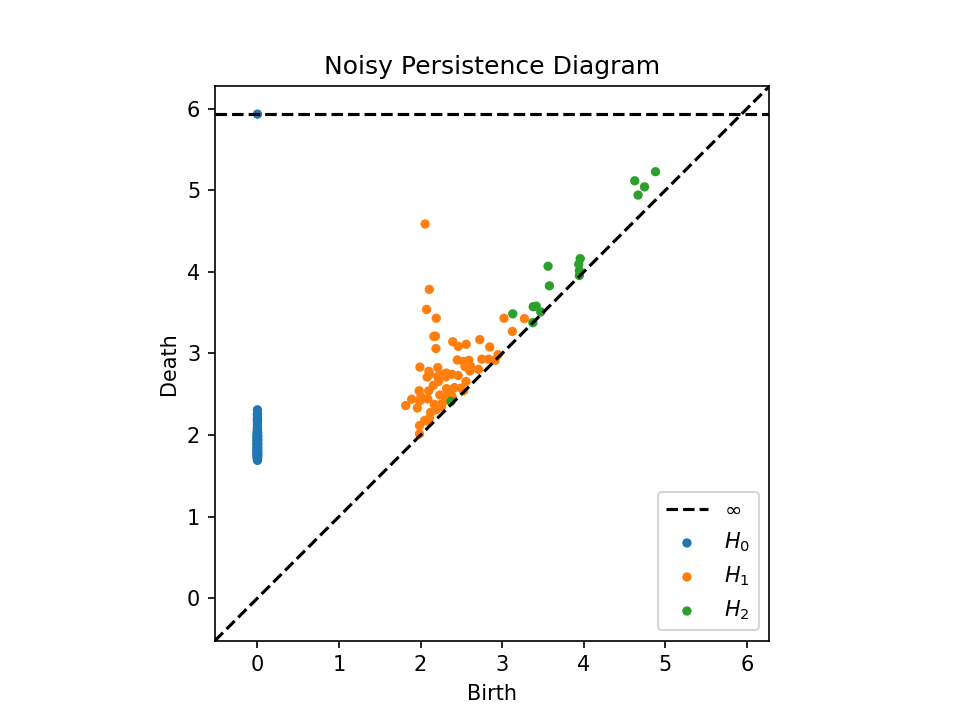 Noisy Persistence Diagram
Death
6
5
4
3
2
1
0
0 1 2 3 4 5 6
Birth
∞
H₀
H₁
H₂